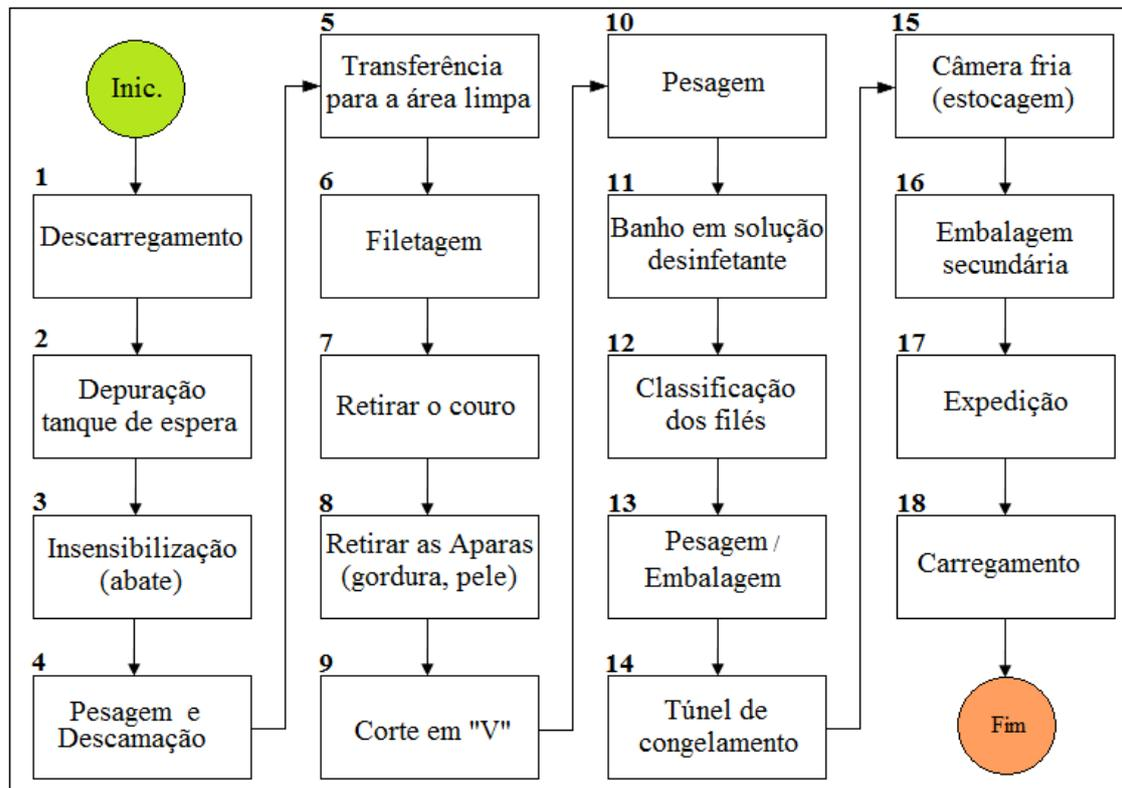 Inic.
1
Descarregamento
2
Depuração
tanque de espera
3
Insensibilização
(abate)
4
Pesagem e
Descamação
5
Transferência
para a área limpa
6
Filetagem
7
Retirar o couro
8
Retirar as Aparas
(gordura, pele)
9
Corte em "V"
10
Pesagem
11
Banho em solução
desinfetante
12
Classificação
dos filés
13
Pesagem /
Embalagem
14
Túnel de
congelamento
15
Câmera fria
(estocagem)
16
Embalagem
secundária
17
Expedição
18
Carregamento
Fim